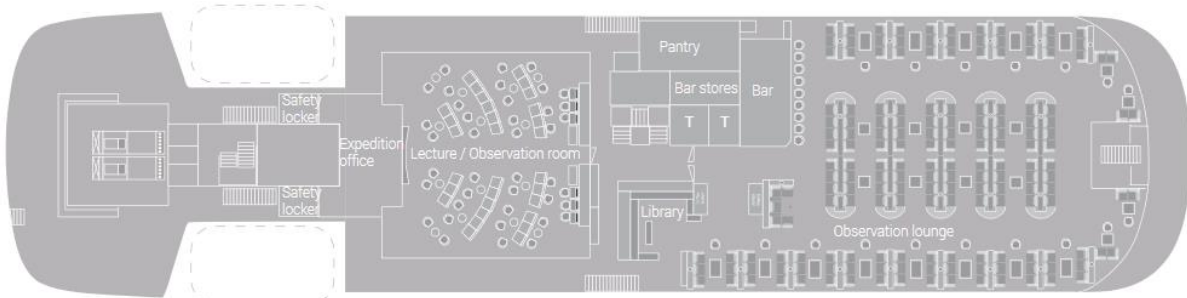 Pantry
Bar stores
Bar
T
T
Safety
locker
Expedition
office
Lecture / Observation room
Safety
locker
Library
Observation lounge